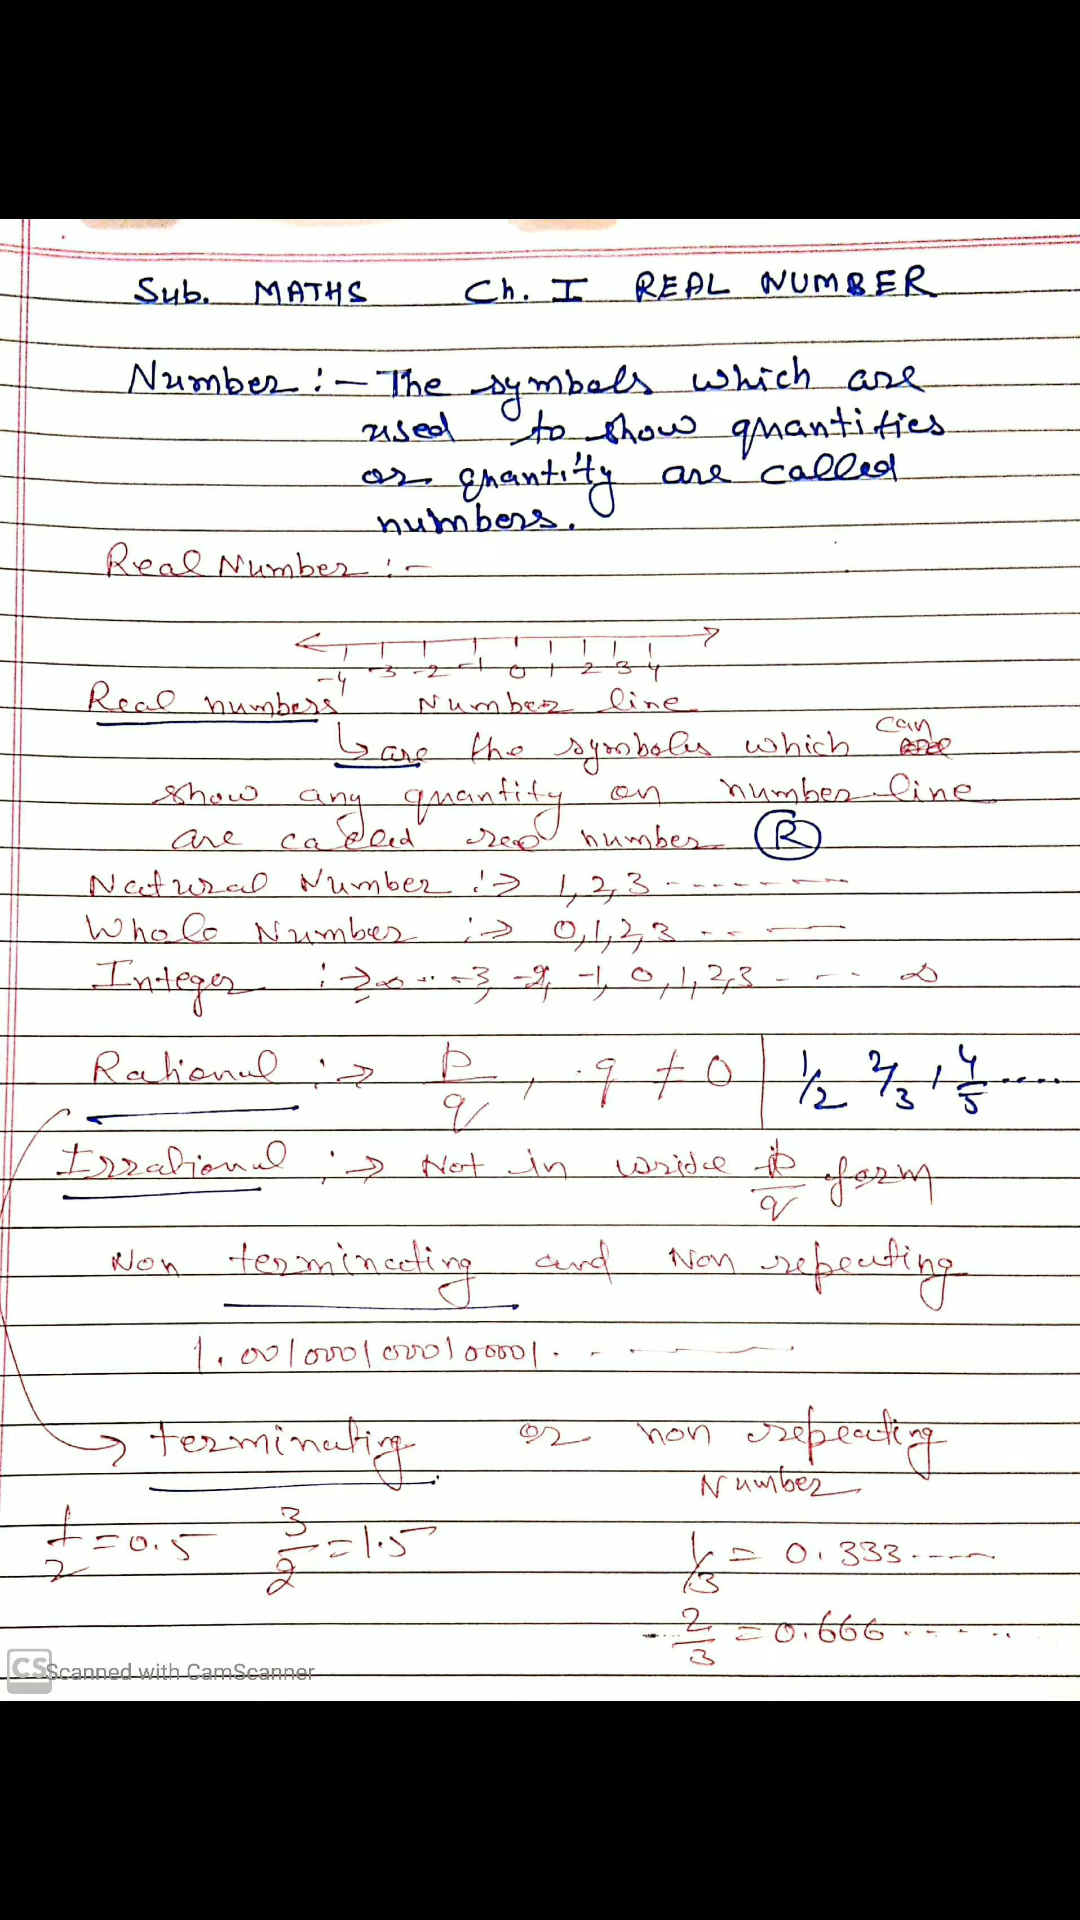 Sub. MATHS Ch. I REAL NUMBER
Number :- The symbols which are
used to show quantities
or quantity are called
numbers.
Real Number :-
-4 -3 -2 -1 0 1 2 3 4
Real numbers Number line
↳ are the symbols which can
show any quantity on number line
are called real number R
Natural Number :→ 1, 2, 3 --------
Whole Number :→ 0, 1, 2, 3 -- --
Integer :→ -∞ ... -3, -2, -1, 0, 1, 2, 3 - -- ... ∞
Rational :→ p/q, q ≠ 0 | 1/2 2/3, 4/5 ....
Irrational :→ Not in write p/q form
Non terminating and Non repeating
1.0010001000100001. . .
→ terminating or non repeating
Number
1/2 = 0.5 3/2 = 1.5 1/3 = 0.333.----
2/3 = 0.666 ......
CS Scanned with CamScanner